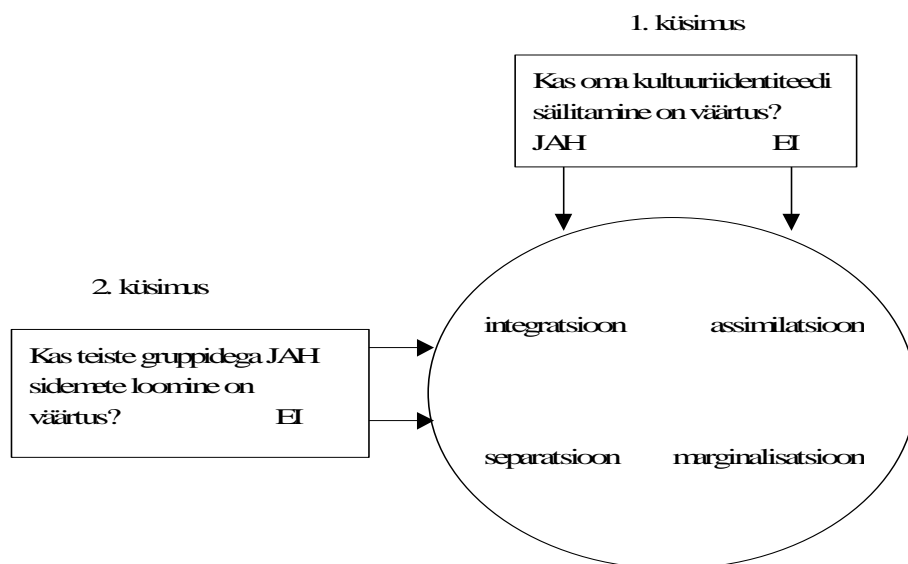 1. küsimus
Kas oma kultuuriidentiteedi
säilitamine on väärtus?
JAH EI
2. küsimus
Kas teiste gruppidega JAH
sidemete loomine on
väärtus? EI
integratsioon assimilatsioon
separatsioon marginalisatsioon